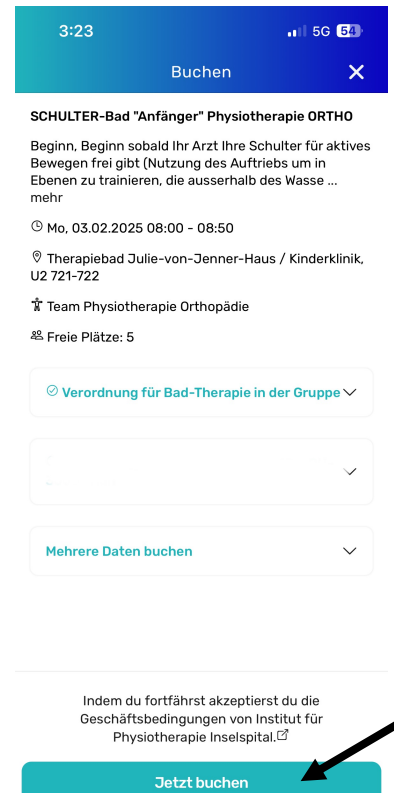 3:23
5G 54
Buchen
SCHULTER-Bad "Anfänger" Physiotherapie ORTHO
Beginn, Beginn sobald Ihr Arzt Ihre Schulter für aktives
Bewegen frei gibt (Nutzung des Auftriebs um in
Ebenen zu trainieren, die ausserhalb des Wasse ...
mehr
Mo, 03.02.2025 08:00 - 08:50
Therapiebad Julie-von-Jenner-Haus / Kinderklinik,
U2 721-722
Team Physiotherapie Orthopädie
Freie Plätze: 5
Verordnung für Bad-Therapie in der Gruppe
Mehrere Daten buchen
Indem du fortfährst akzeptierst du die
Geschäftsbedingungen von Institut für
Physiotherapie Inselspital.
Jetzt buchen